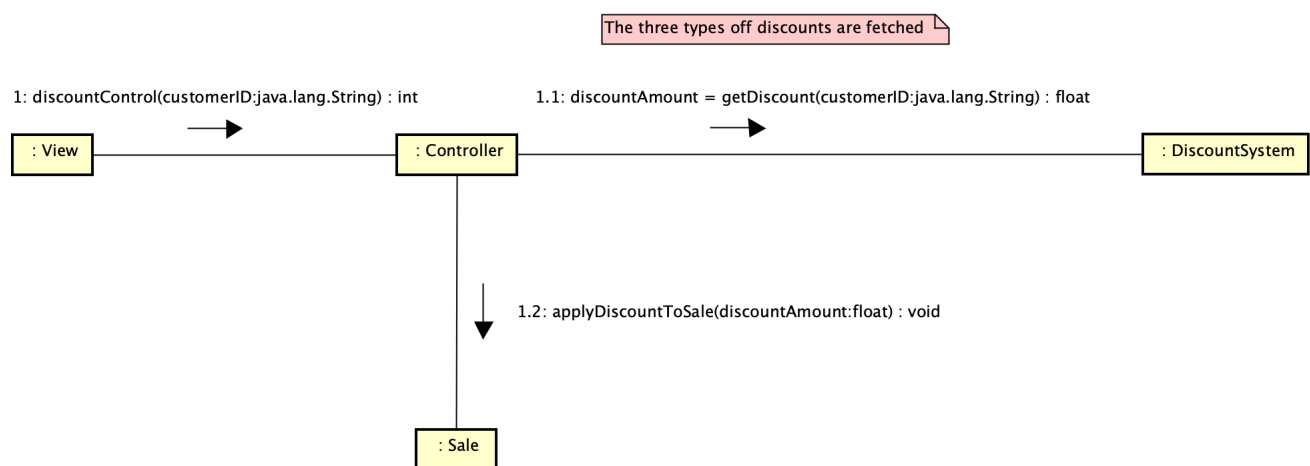 The three types off discounts are fetched
1: discountControl(customerID:java.lang.String) : int
1.1: discountAmount = getDiscount(customerID:java.lang.String) : float
: View
: Controller
: DiscountSystem
1.2: applyDiscountToSale(discountAmount:float) : void
: Sale